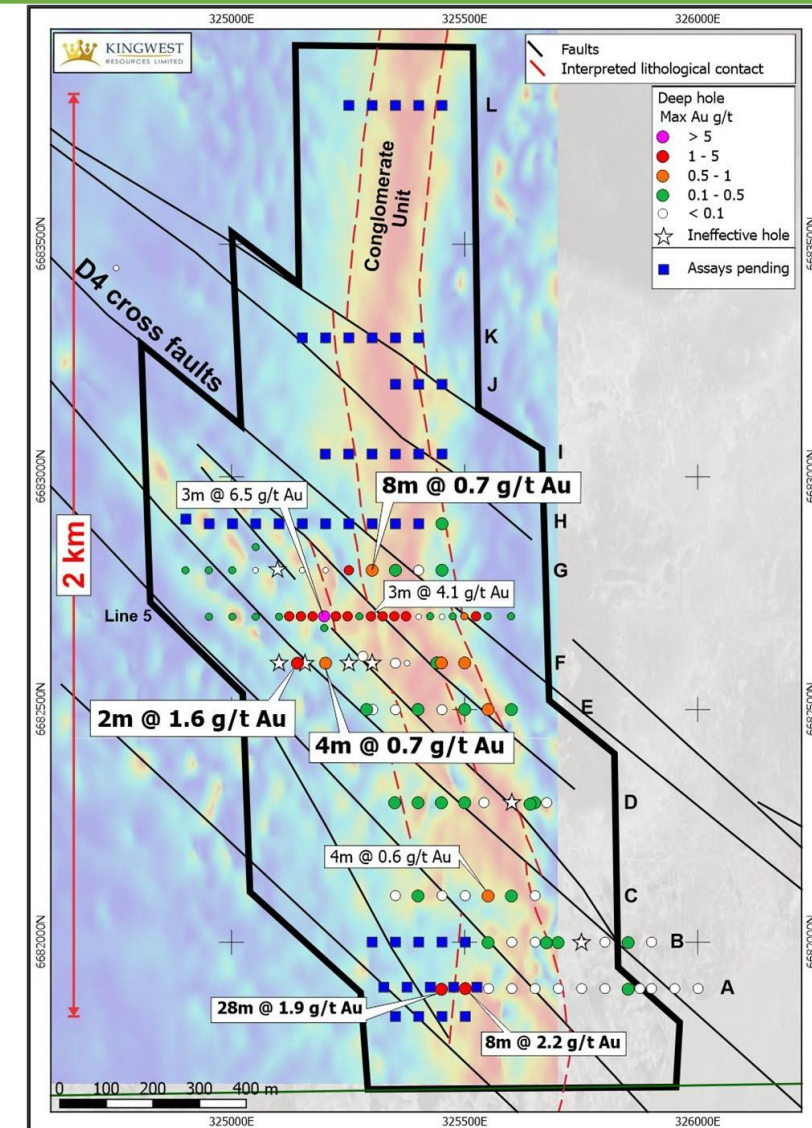 325000E
325500E
326000E
KINGWEST
RESOURCES LIMITED
Faults
Interpreted lithological contact
Deep hole
Max Au g/t
> 5
1 - 5
0.5 - 1
0.1 - 0.5
< 0.1
Ineffective hole
Assays pending
L
Conglomerate
Unit
6683500N
6683500N
D4 cross faults
K
J
I
6683000N
6683000N
8m @ 0.7 g/t Au
3m @ 6.5 g/t Au
H
2 km
G
3m @ 4.1 g/t Au
Line 5
F
E
6682500N
2m @ 1.6 g/t Au
4m @ 0.7 g/t Au
D
4m @ 0.6 g/t Au
C
6682000N
6682000N
B
A
28m @ 1.9 g/t Au
8m @ 2.2 g/t Au
0 100 200 300 400 m
325000E
325500E
326000E